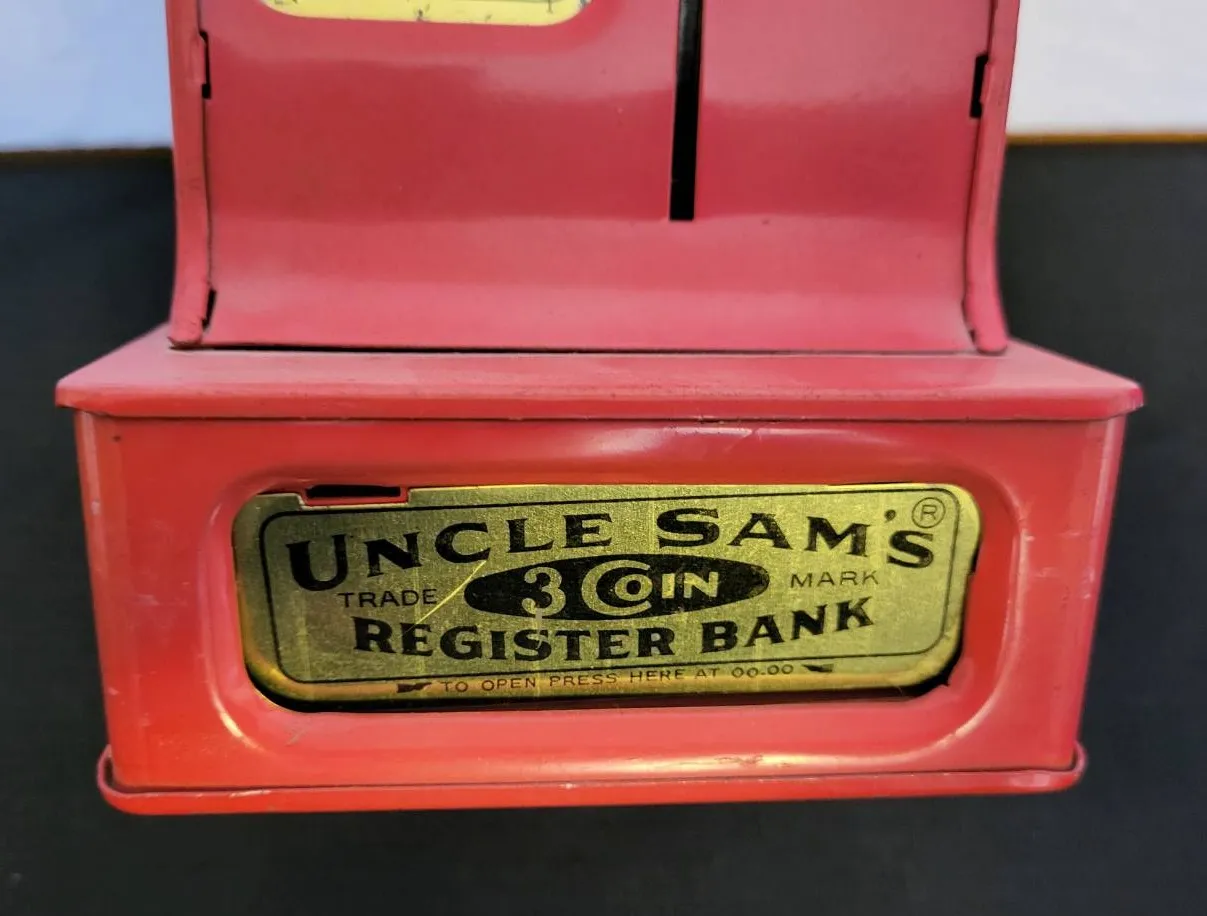 UNCLE SAM'S ®
TRADE 3 COIN MARK
REGISTER BANK
TO OPEN PRESS HERE AT 00.00